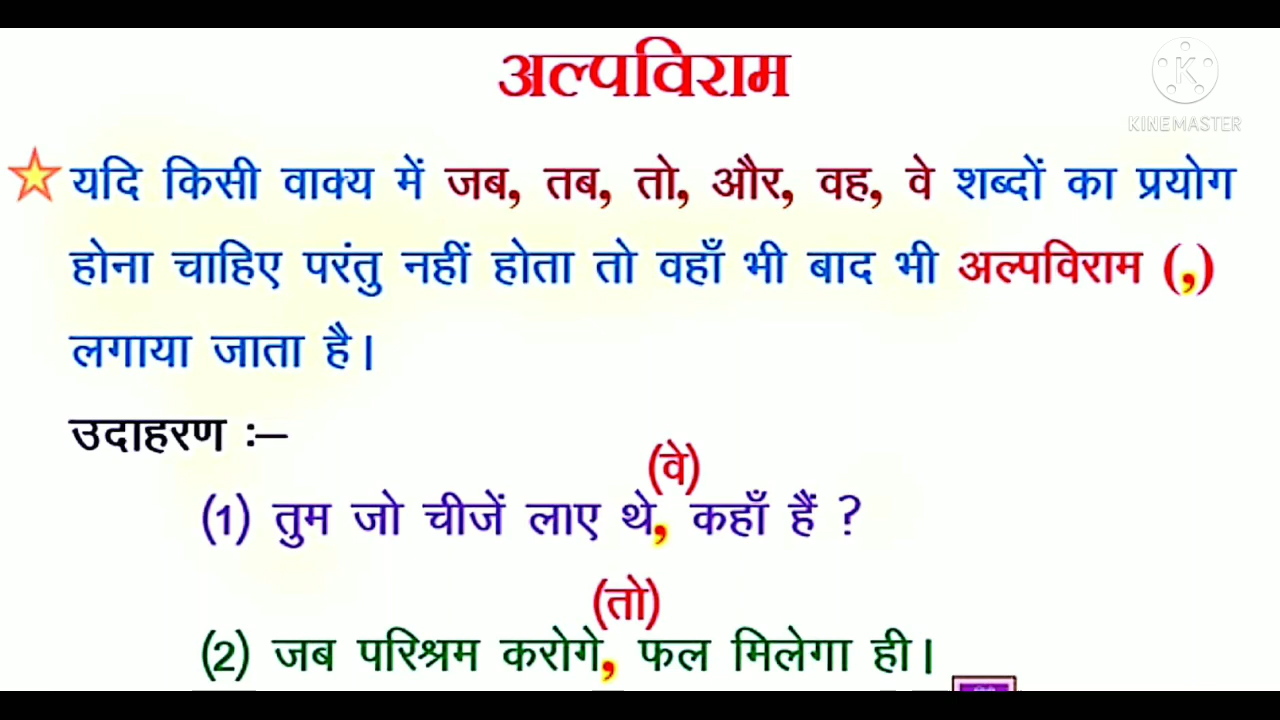 अल्पविराम
KINEMASTER
यदि किसी वाक्य में जब, तब, तो, और, वह, वे शब्दों का प्रयोग
होना चाहिए परंतु नहीं होता तो वहाँ भी बाद भी अल्पविराम (,)
लगाया जाता है।
उदाहरण :–
(वे)
(1) तुम जो चीजें लाए थे, कहाँ हैं ?
(तो)
(2) जब परिश्रम करोगे, फल मिलेगा ही।